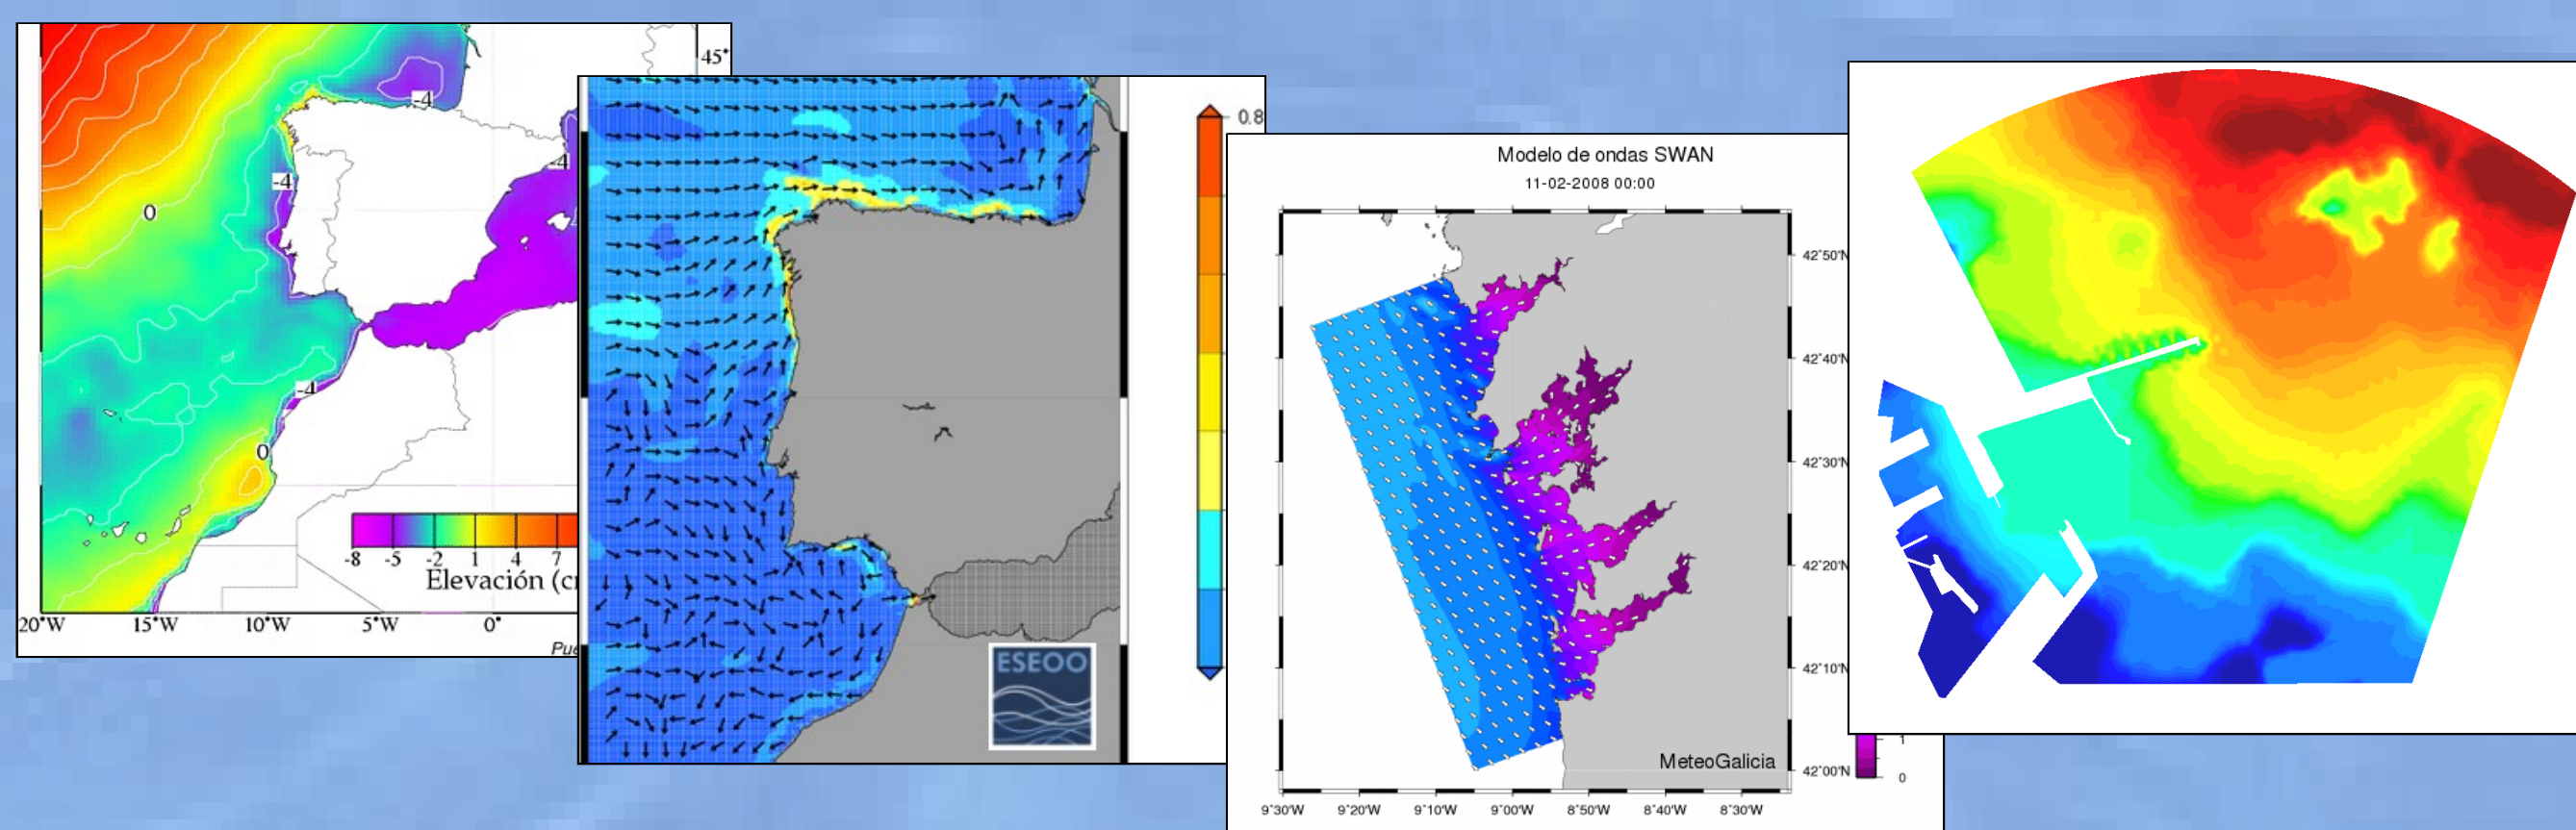 45°
-4
-4
-4
0
-4
0
-8 -5 -2 1 4 7
Elevación (c
20°W 15°W 10°W 5°W 0°
0.8
ESEOO
Modelo de ondas SWAN
11-02-2008 00:00
42°50'N
42°40'N
42°30'N
42°20'N
42°10'N
42°00'N
MeteoGalicia
9°30'W 9°20'W 9°10'W 9°00'W 8°50'W 8°40'W 8°30'W
1
0